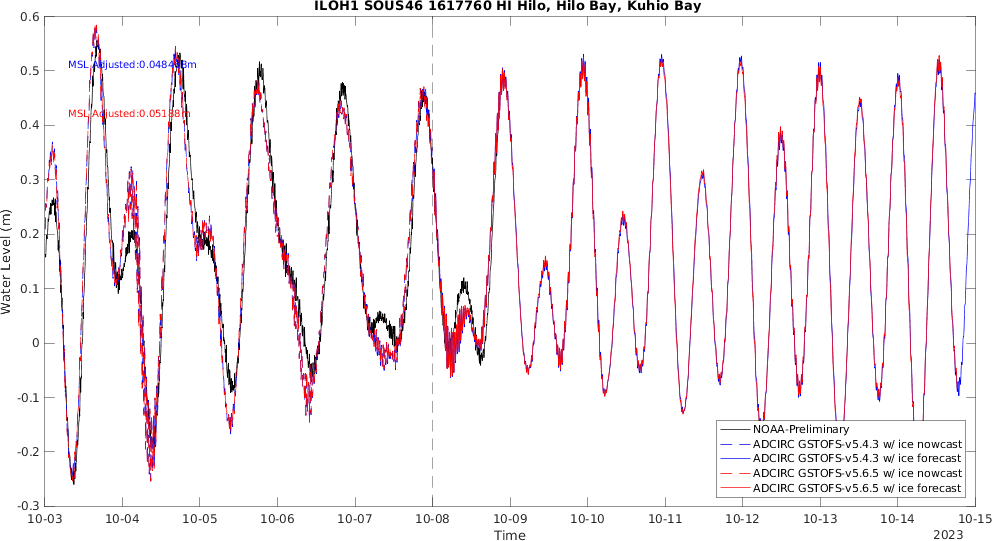 ILOH1 SOUS46 1617760 HI Hilo, Hilo Bay, Kuhio Bay
0.6
0.5
0.4
0.3
0.2
0.1
0
-0.1
-0.2
-0.3
Water Level (m)
MSL Adjusted:
MSL Adjusted:0.05138m
NOAA-Preliminary
ADCIRC GSTOFS-v5.4.3 w/ ice nowcast
ADCIRC GSTOFS-v5.4.3 w/ ice forecast
ADCIRC GSTOFS-v5.6.5 w/ ice nowcast
ADCIRC GSTOFS-v5.6.5 w/ ice forecast
10-03 10-04 10-05 10-06 10-07 10-08 10-09 10-10 10-11 10-12 10-13 10-14 10-15
Time
2023